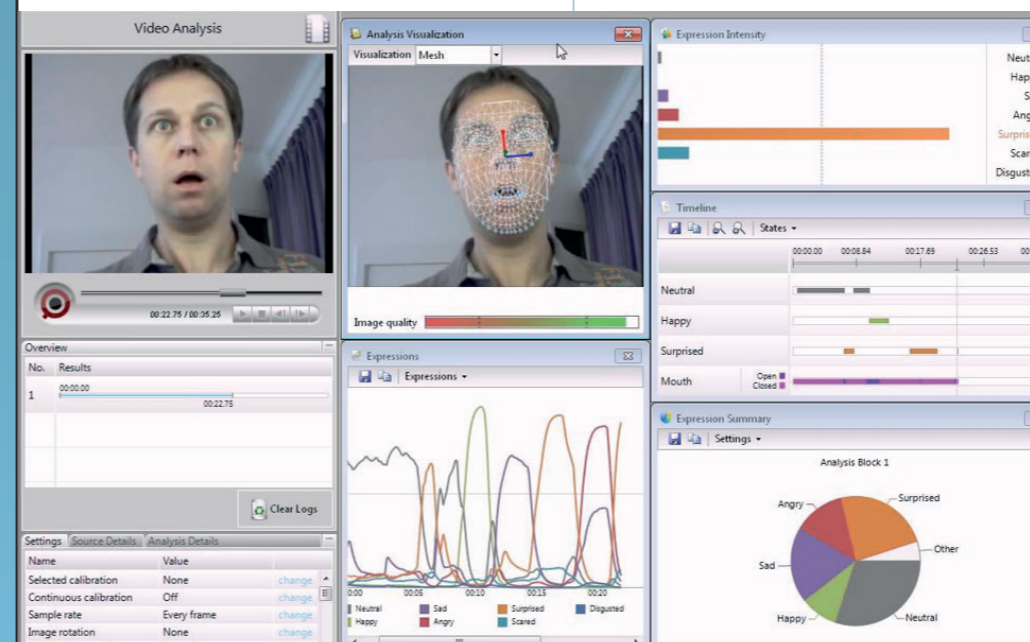 Video Analysis
00:22.75 / 00:35.25
Overview
No. Results
1 00:00.00
00:22.75
Clear Logs
Settings Source Details Analysis Details
Name Value
Selected calibration None change
Continuous calibration Off change
Sample rate Every frame change
Image rotation None change
Analysis Visualization
Visualization Mesh
Image quality
Expressions
Expressions
0:00 00:05 00:10 00:15 00:20
Neutral Sad Surprised Disgusted
Happy Angry Scared
Expression Intensity
Neut
Hap
S
Ang
Surpris
Scar
Disgust
Timeline
States
00:00.00 00:08.84 00:17.69 00:26.53 00
Neutral
Happy
Surprised
Mouth Open
Closed
Expression Summary
Settings
Analysis Block 1
Angry Surprised
Other
Sad
Happy Neutral